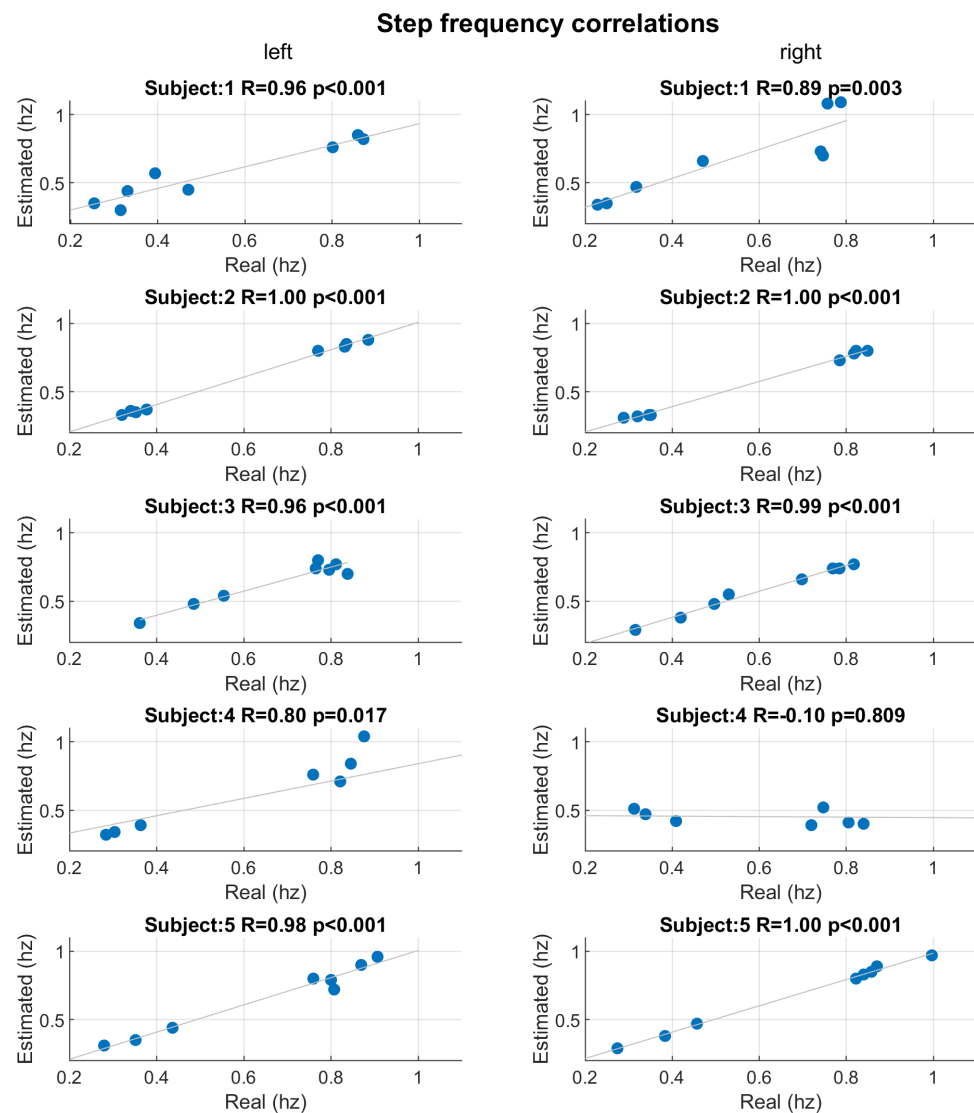 Step frequency correlations
left
right
Subject:1 R=0.96 p<0.001
Estimated (hz)
1
0.5
0.2 0.4 0.6 0.8 1
Real (hz)
Subject:1 R=0.89 p=0.003
Estimated (hz)
1
0.5
0.2 0.4 0.6 0.8 1
Real (hz)
Subject:2 R=1.00 p<0.001
Estimated (hz)
1
0.5
0.2 0.4 0.6 0.8 1
Real (hz)
Subject:2 R=1.00 p<0.001
Estimated (hz)
1
0.5
0.2 0.4 0.6 0.8 1
Real (hz)
Subject:3 R=0.96 p<0.001
Estimated (hz)
1
0.5
0.2 0.4 0.6 0.8 1
Real (hz)
Subject:3 R=0.99 p<0.001
Estimated (hz)
1
0.5
0.2 0.4 0.6 0.8 1
Real (hz)
Subject:4 R=0.80 p=0.017
Estimated (hz)
1
0.5
0.2 0.4 0.6 0.8 1
Real (hz)
Subject:4 R=-0.10 p=0.809
Estimated (hz)
1
0.5
0.2 0.4 0.6 0.8 1
Real (hz)
Subject:5 R=0.98 p<0.001
Estimated (hz)
1
0.5
0.2 0.4 0.6 0.8 1
Real (hz)
Subject:5 R=1.00 p<0.001
Estimated (hz)
1
0.5
0.2 0.4 0.6 0.8 1
Real (hz)